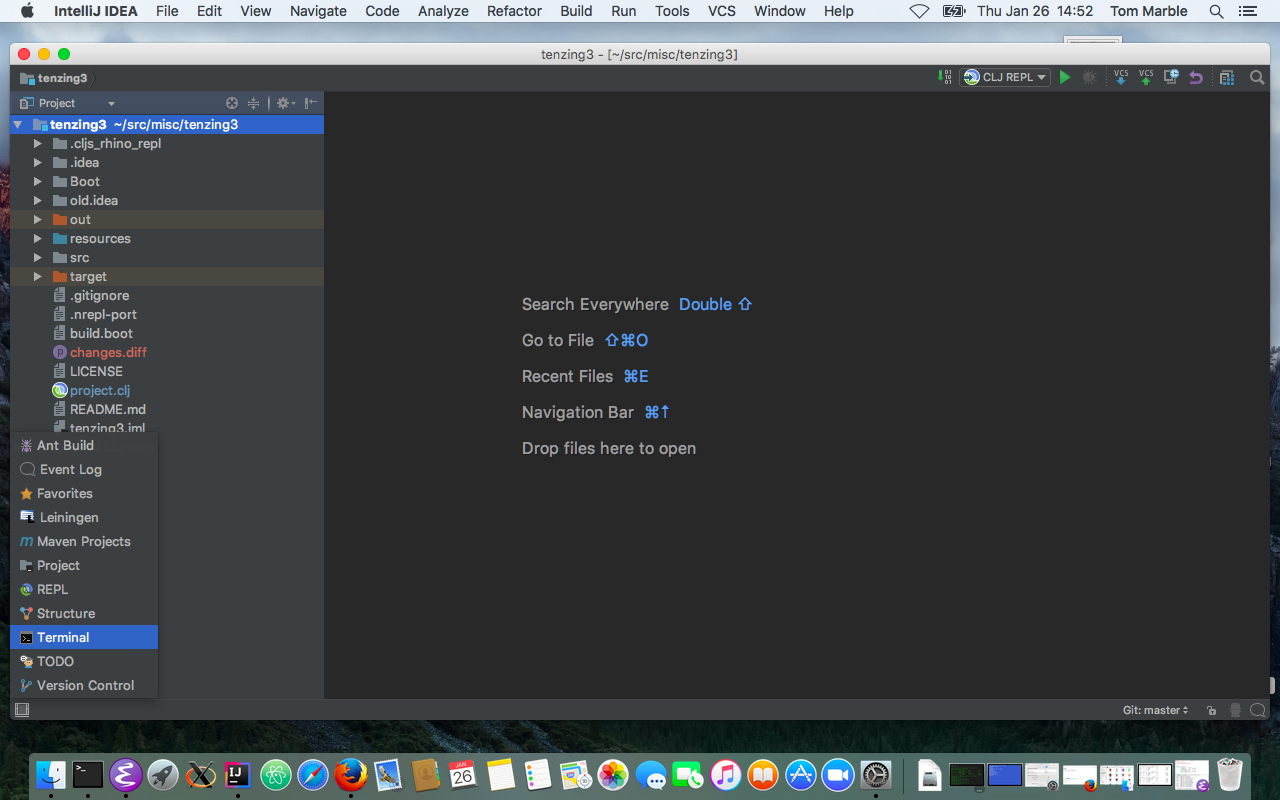 IntelliJ IDEA File Edit View Navigate Code Analyze Refactor Build Run Tools VCS Window Help Thu Jan 26 14:52 Tom Marble
tenzing3 - [~/src/misc/tenzing3]
tenzing3 CLJ REPL VCS VCS
Project
tenzing3 ~/src/misc/tenzing3
.cljs_rhino_repl
.idea
Boot
old.idea
out
resources
src
target
.gitignore
.nrepl-port
build.boot
changes.diff
LICENSE
project.clj
README.md
tenzing3.iml
Search Everywhere Double ⇧
Go to File ⇧⌘O
Recent Files ⌘E
Navigation Bar ⌘↑
Drop files here to open
Ant Build
Event Log
Favorites
Leiningen
Maven Projects
Project
REPL
Structure
Terminal
TODO
Version Control
Git: master
IJ
JAN
26